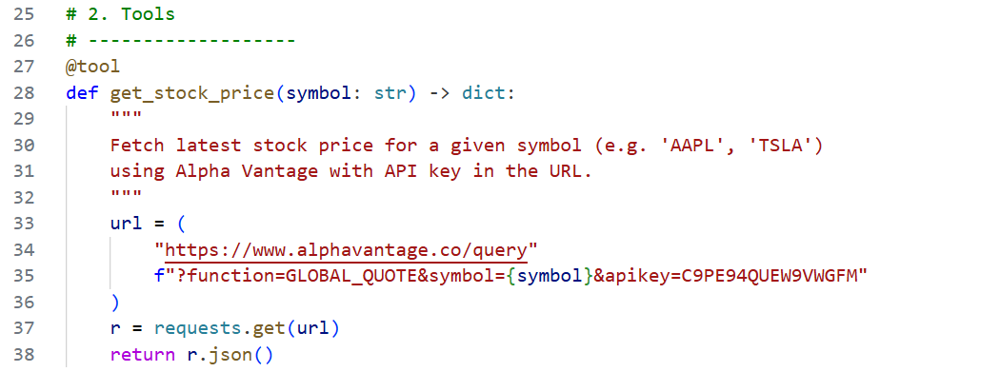 25 # 2. Tools
26 # -------------------
27 @tool
28 def get_stock_price(symbol: str) -> dict:
29     """
30     Fetch latest stock price for a given symbol (e.g. 'AAPL', 'TSLA')
31     using Alpha Vantage with API key in the URL.
32     """
33     url = (
34         "https://www.alphavantage.co/query"
35         f"?function=GLOBAL_QUOTE&symbol={symbol}&apikey=C9PE94QUEW9VWGFM"
36     )
37     r = requests.get(url)
38     return r.json()